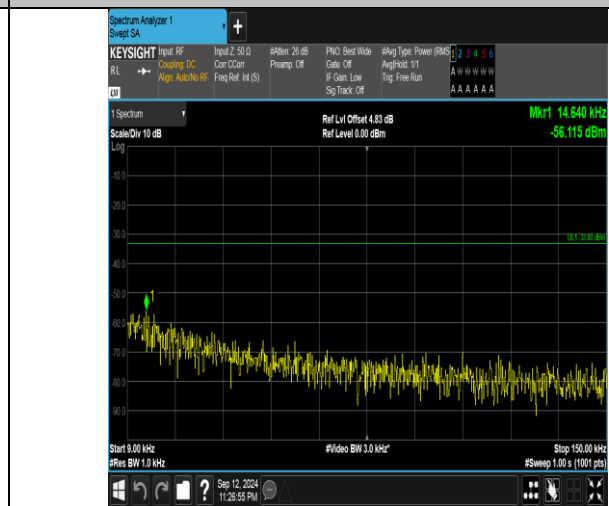 Spectrum Analyzer 1
Swept SA
KEYSIGHT
RL
Input: RF
Coupling: DC
Align: Auto/No RF
Input Z: 50 Ω
Corr CCorr
Freq Ref: Int (S)
#Atten: 26 dB
Preamp: Off
PNO: Best Wide
Gate: Off
IF Gain: Low
Sig Track: Off
#Avg Type: Power (RMS
Avg|Hold: 1/1
Trig: Free Run
1 2 3 4 5 6
A W W W W W
A A A A A A
1 Spectrum
Scale/Div 10 dB
Log
Ref Lvl Offset 4.83 dB
Ref Level 0.00 dBm
Mkr1 14.640 kHz
-56.115 dBm
-10.0
-20.0
-30.0
DL1 -33.00 dBm
-40.0
-50.0
1
-60.0
-70.0
-80.0
-90.0
Start 9.00 kHz
#Res BW 1.0 kHz
#Video BW 3.0 kHz*
Stop 150.00 kHz
#Sweep 1.00 s (1001 pts)
Sep 12, 2024
11:26:55 PM